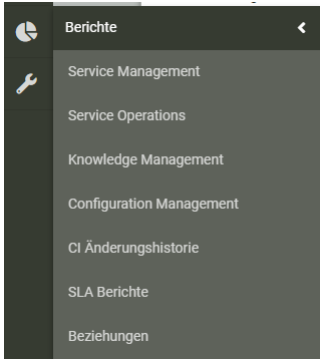 Berichte
Service Management
Service Operations
Knowledge Management
Configuration Management
CI Änderungshistorie
SLA Berichte
Beziehungen